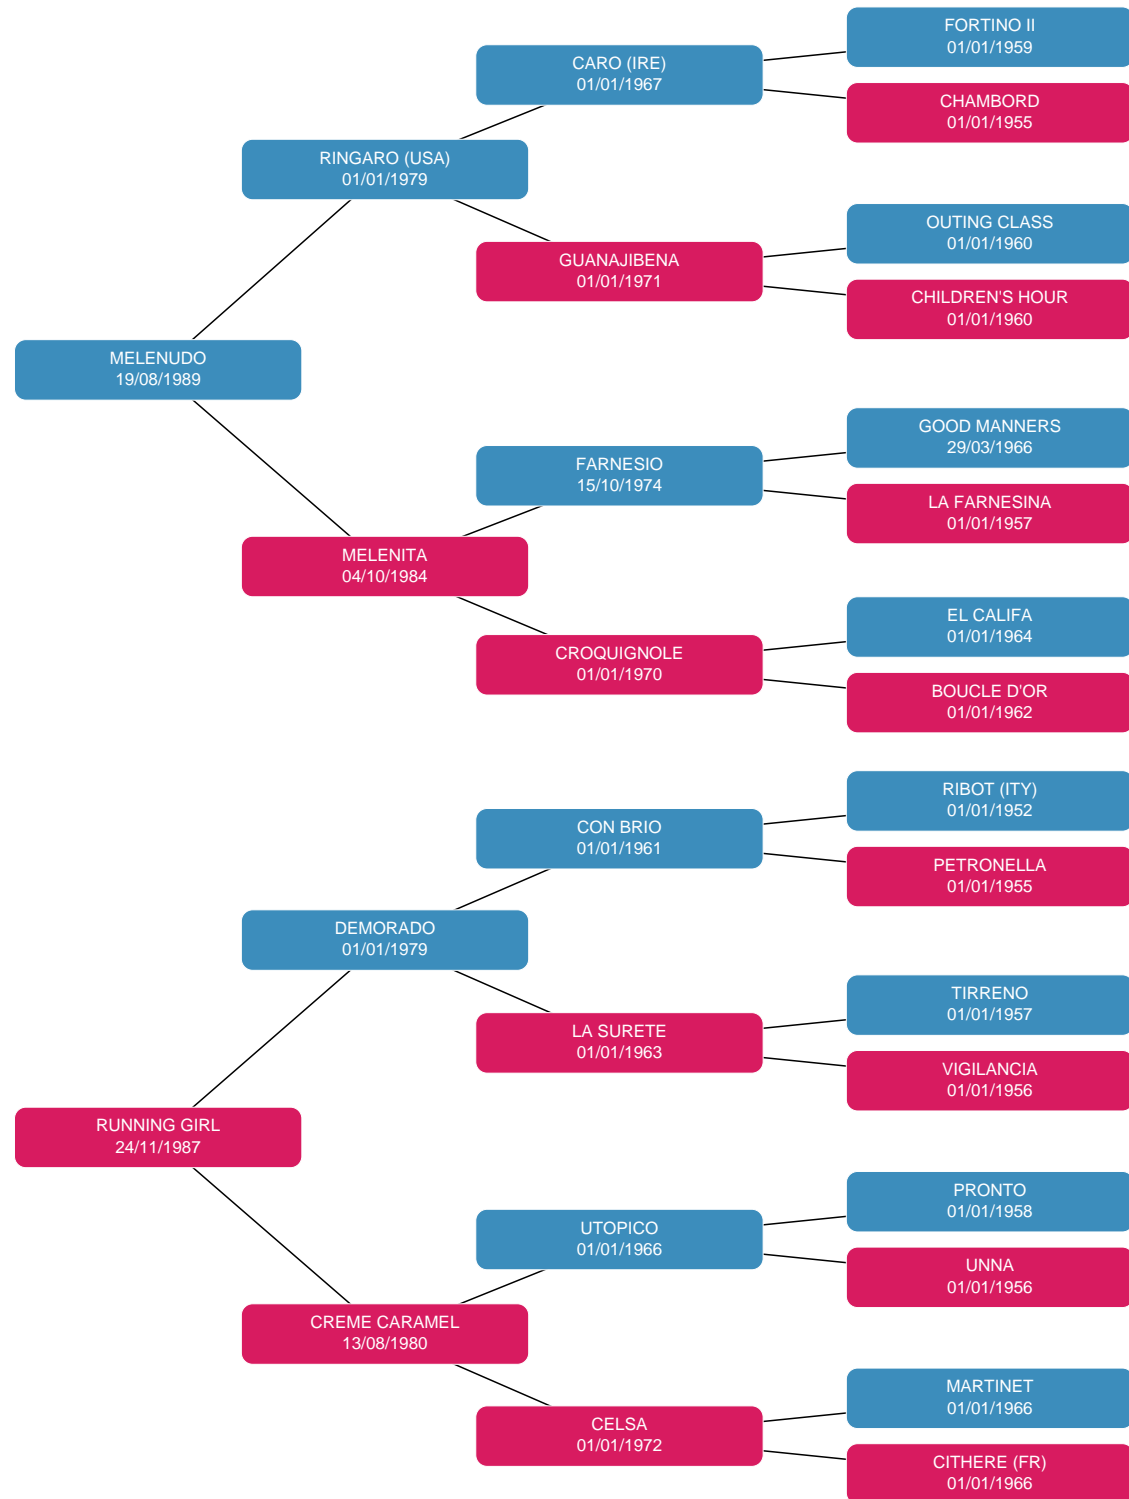 FORTINO II
01/01/1959
CARO (IRE)
01/01/1967
CHAMBORD
01/01/1955
RINGARO (USA)
01/01/1979
OUTING CLASS
01/01/1960
GUANAJIBENA
01/01/1971
CHILDREN'S HOUR
01/01/1960
MELENUDO
19/08/1989
GOOD MANNERS
29/03/1966
FARNESIO
15/10/1974
LA FARNESINA
01/01/1957
MELENITA
04/10/1984
EL CALIFA
01/01/1964
CROQUIGNOLE
01/01/1970
BOUCLE D'OR
01/01/1962
RIBOT (ITY)
01/01/1952
CON BRIO
01/01/1961
PETRONELLA
01/01/1955
DEMORADO
01/01/1979
TIRRENO
01/01/1957
LA SURETE
01/01/1963
VIGILANCIA
01/01/1956
RUNNING GIRL
24/11/1987
PRONTO
01/01/1958
UTOPICO
01/01/1966
UNNA
01/01/1956
CREME CARAMEL
13/08/1980
MARTINET
01/01/1966
CELSA
01/01/1972
CITHERE (FR)
01/01/1966